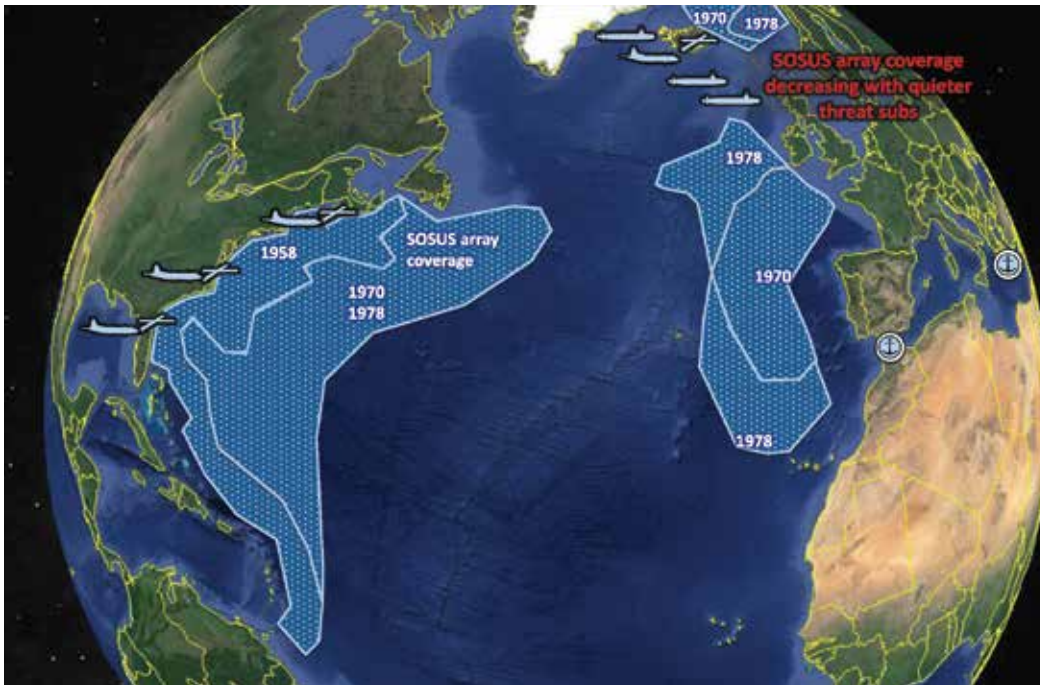 1970
1978
SOSUS array coverage
decreasing with quieter
threat subs
1978
1958
SOSUS array
coverage
1970
1970
1978
1978